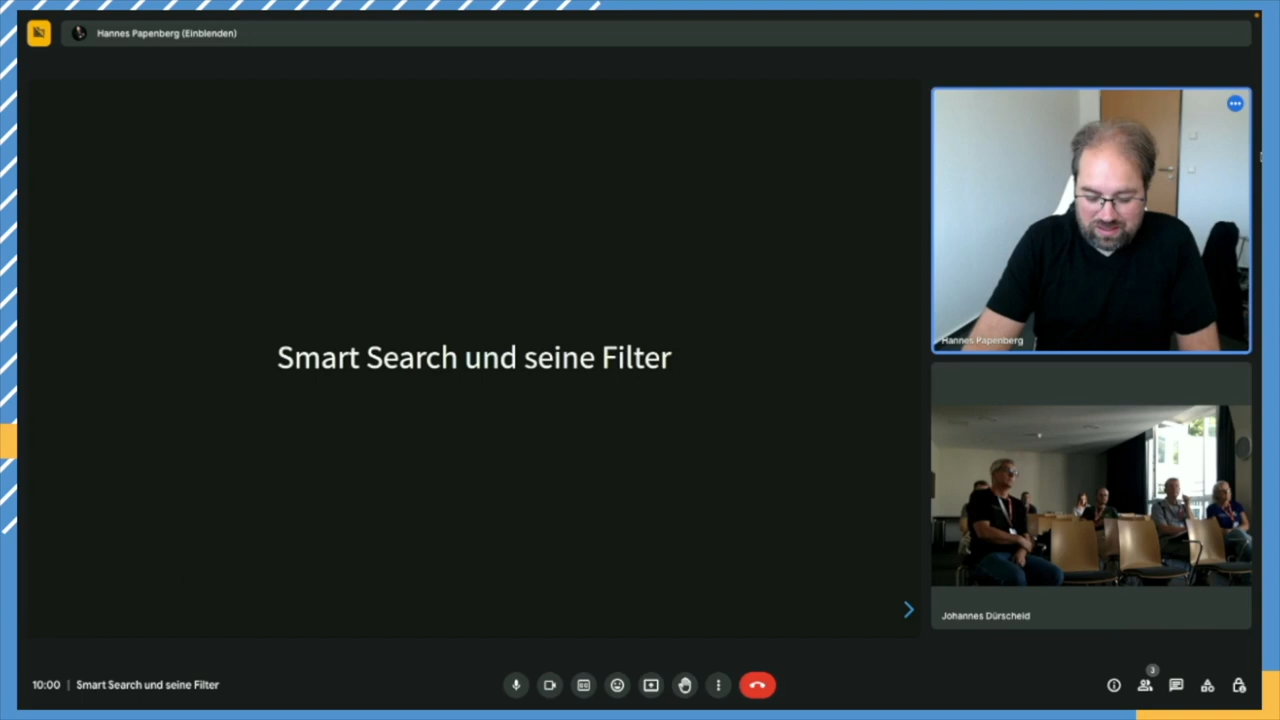 Hannes Papenberg (Einblenden)
Smart Search und seine Filter
Hannes Papenberg
Johannes Dürscheid
10:00 | Smart Search und seine Filter
3